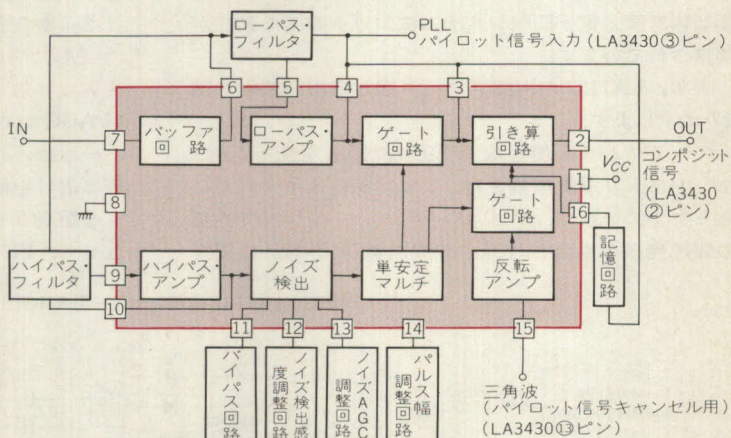 ローパス・
フィルタ
PLL
パイロット信号入力(LA3430③ピン)
6
5
4
3
IN
7
バッファ
回 路
ローパス・
アンプ
ゲート
回路
引き算
回路
2
OUT
コンポジット
信号
(LA3430
②ピン)
1
VCC
8
ゲート
回路
16
記憶回路
ハイパス・
フィルタ
9
ハイパス・
アンプ
ノイズ
検出
単安定
マルチ
反転
アンプ
10
11
12
13
14
15
バイパス回路
ノイズ検出感
度調整回路
ノイズAGC
調整回路
パルス幅
調整回路
三角波
(パイロット信号キャンセル用)
(LA3430⑬ピン)